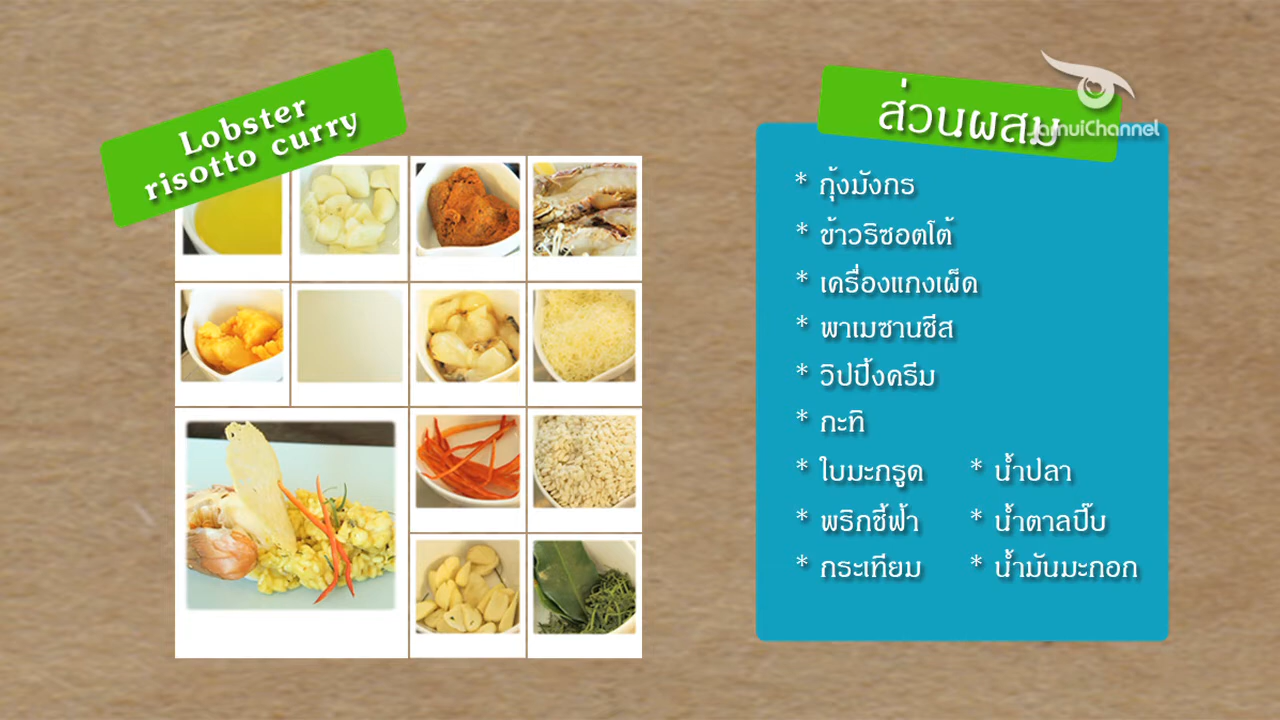 Lobster
risotto curry
ส่วนผสม
SamuiChannel
* กุ้งมังกร
* ข้าวริซอตโต้
* เครื่องแกงเผ็ด
* พาเมซานชีส
* วิปปิ้งครีม
* กะทิ
* ใบมะกรูด
* พริกชี้ฟ้า
* กระเทียม
* น้ำปลา
* น้ำตาลปี๊บ
* น้ำมันมะกอก